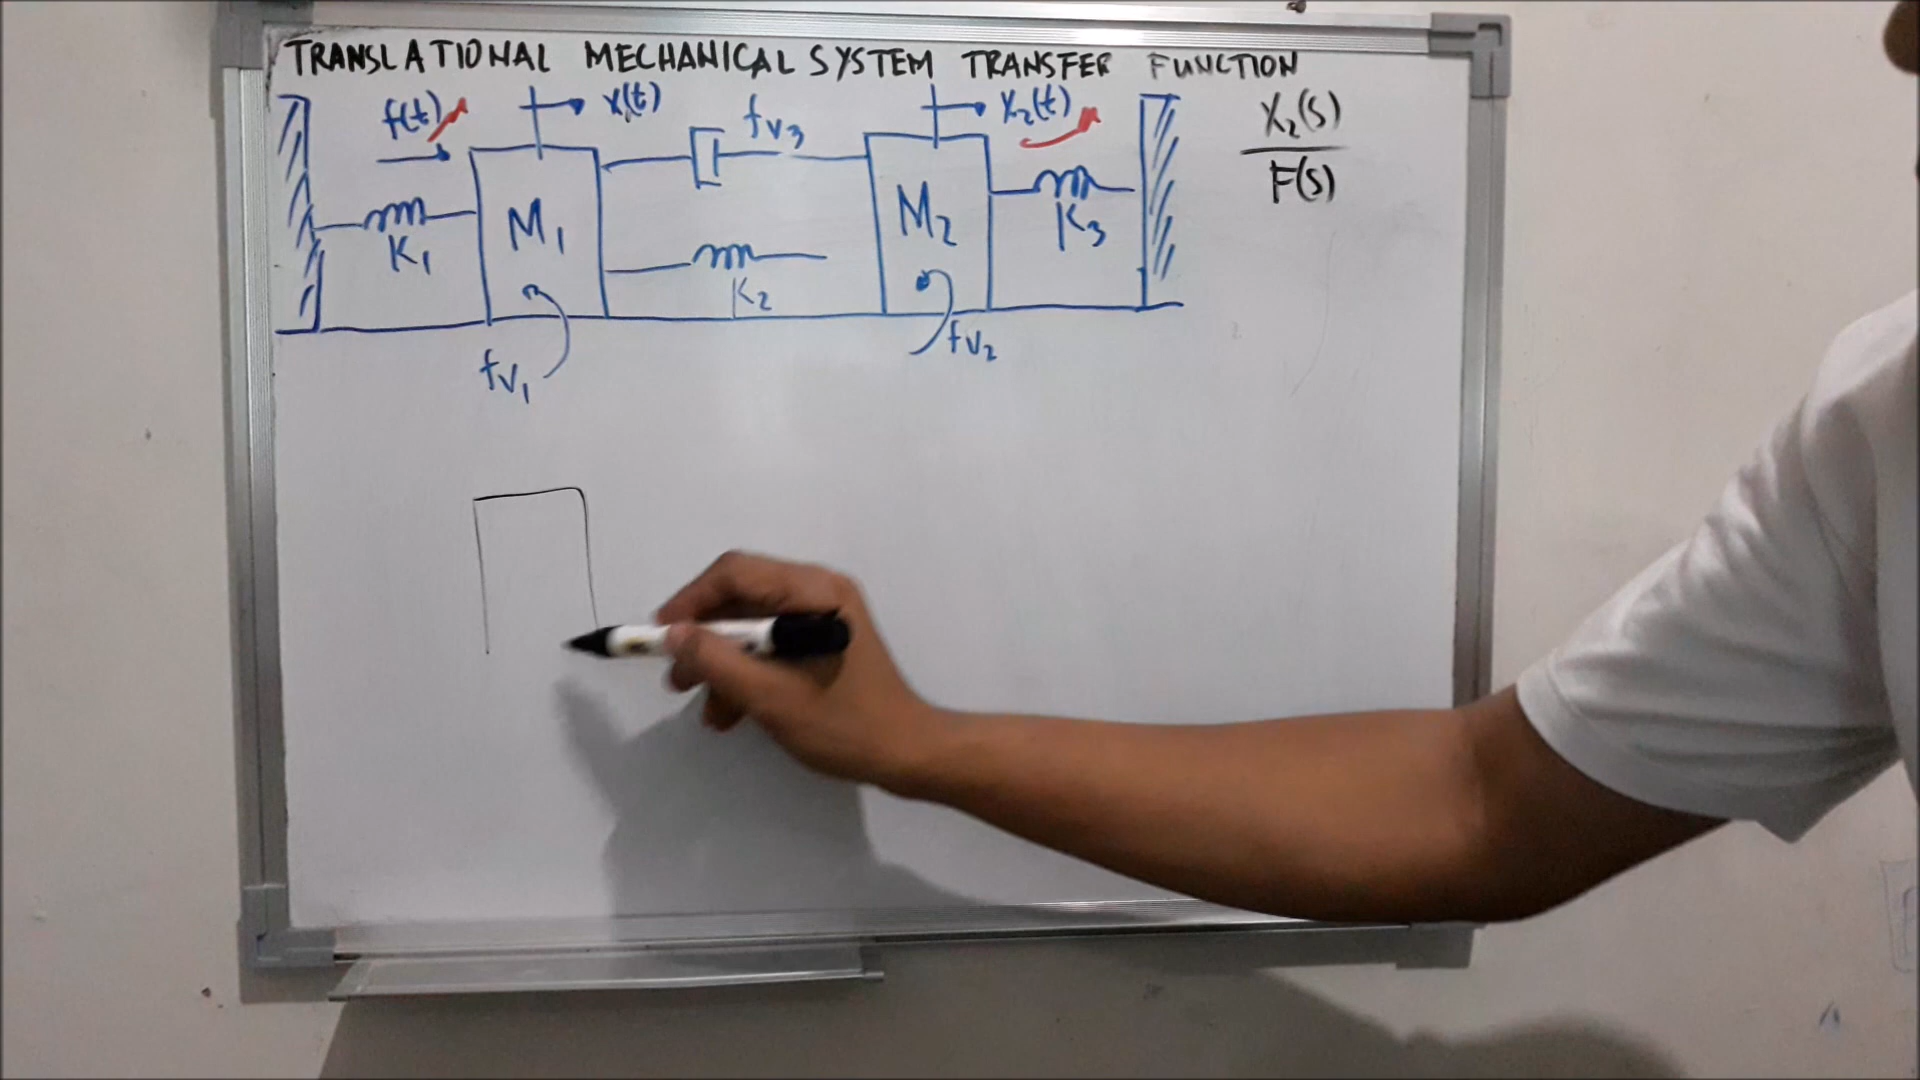 TRANSLATIONAL MECHANICAL SYSTEM TRANSFER FUNCTION
f(t) x₁(t) fv₃ x₂(t)
X₂(s)
F(s)
K₁ M₁ K₂ M₂ K₃
fv₁ fv₂